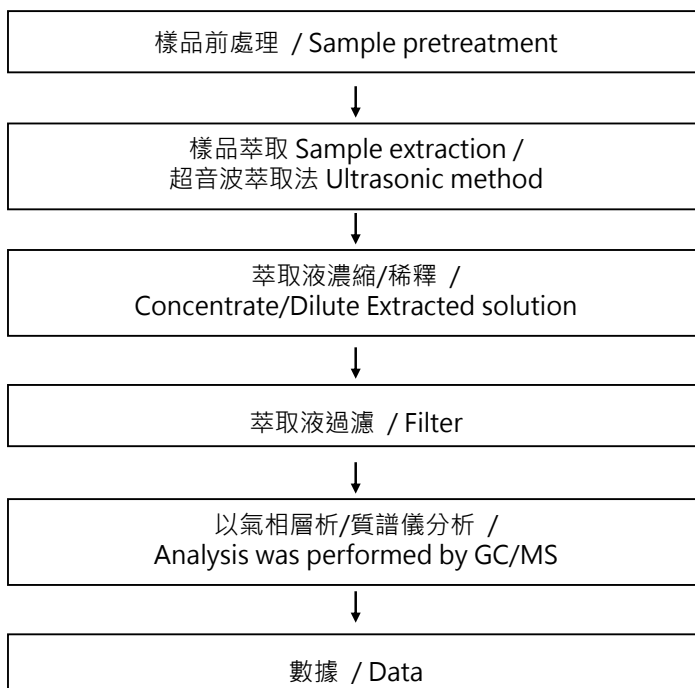 樣品前處理 / Sample pretreatment
樣品萃取 Sample extraction /
超音波萃取法 Ultrasonic method
萃取液濃縮/稀釋 /
Concentrate/Dilute Extracted solution
萃取液過濾 / Filter
以氣相層析/質譜儀分析 /
Analysis was performed by GC/MS
數據 / Data